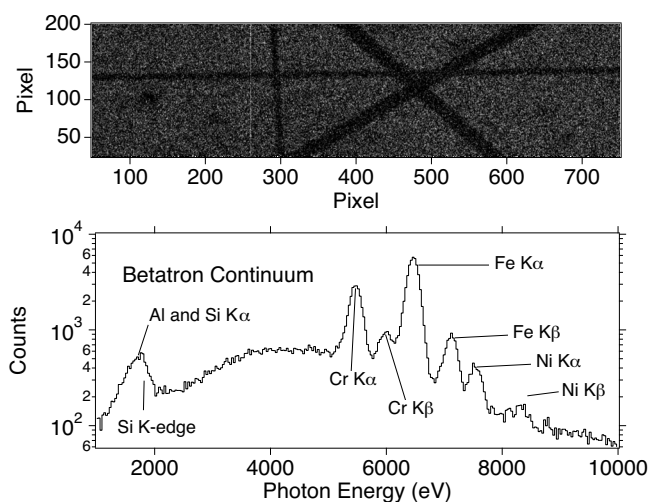 200
150
100
50
Pixel
100 200 300 400 500 600 700
Pixel
10^4
6
4
2
10^3
6
4
2
10^2
Counts
Betatron Continuum
Al and Si Kα
Si K-edge
Cr Kα
Cr Kβ
Fe Kα
Fe Kβ
Ni Kα
Ni Kβ
2000 4000 6000 8000 10000
Photon Energy (eV)